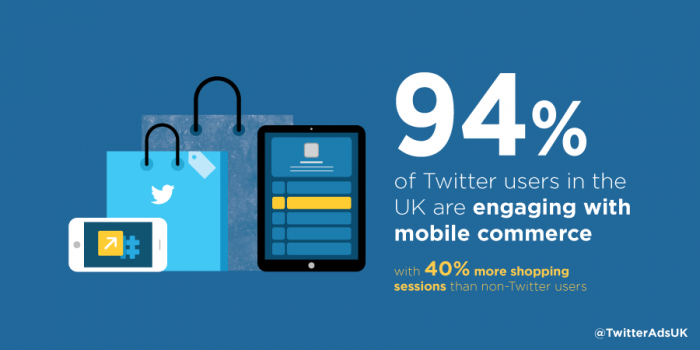 94%
of Twitter users in the
UK are engaging with
mobile commerce
with 40% more shopping
sessions than non-Twitter users
@TwitterAdsUK